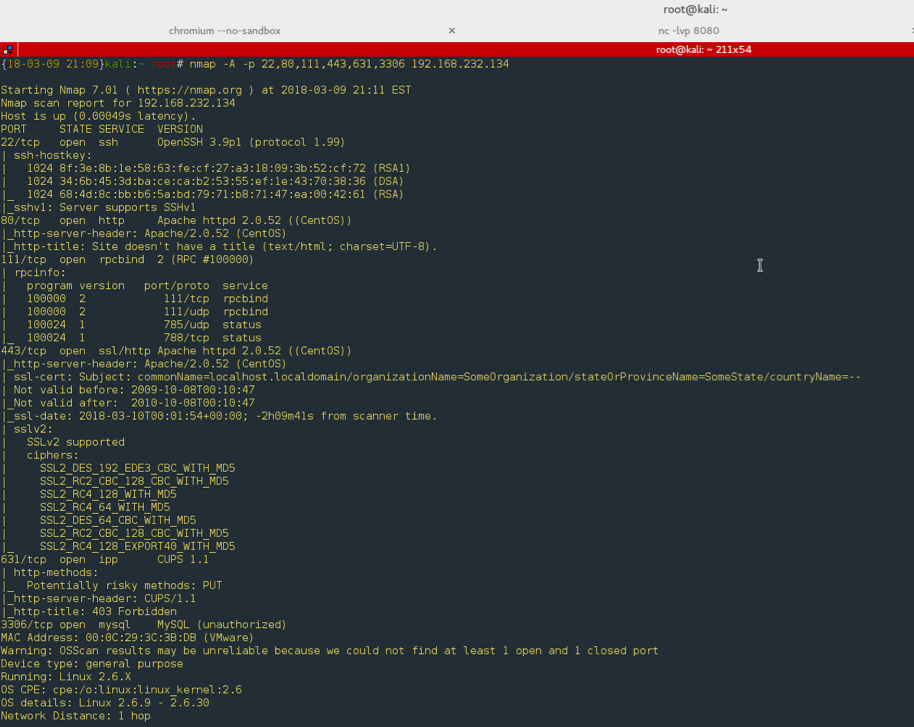 root@kali: ~
chromium --no-sandbox × nc -lvp 8080
root@kali: ~ 211x54
{18-03-09 21:09}kali:~ root# nmap -A -p 22,80,111,443,631,3306 192.168.232.134
Starting Nmap 7.01 ( https://nmap.org ) at 2018-03-09 21:11 EST
Nmap scan report for 192.168.232.134
Host is up (0.00049s latency).
PORT     STATE SERVICE  VERSION
22/tcp   open  ssh      OpenSSH 3.9p1 (protocol 1.99)
| ssh-hostkey:
|   1024 8f:3e:8b:1e:58:63:fe:cf:27:a3:18:09:3b:52:cf:72 (RSA1)
|   1024 34:6b:45:3d:ba:ce:ca:b2:53:55:ef:1e:43:70:38:36 (DSA)
|_  1024 68:4d:8c:bb:b6:5a:bd:79:71:b8:71:47:ea:00:42:61 (RSA)
|_sshv1: Server supports SSHv1
80/tcp   open  http     Apache httpd 2.0.52 ((CentOS))
|_http-server-header: Apache/2.0.52 (CentOS)
|_http-title: Site doesn't have a title (text/html; charset=UTF-8).
111/tcp  open  rpcbind  2 (RPC #100000)
| rpcinfo:
|   program version   port/proto  service
|   100000  2            111/tcp  rpcbind
|   100000  2            111/udp  rpcbind
|   100024  1            785/udp  status
|_  100024  1            788/tcp  status
443/tcp  open  ssl/http Apache httpd 2.0.52 ((CentOS))
|_http-server-header: Apache/2.0.52 (CentOS)
| ssl-cert: Subject: commonName=localhost.localdomain/organizationName=SomeOrganization/stateOrProvinceName=SomeState/countryName=--
| Not valid before: 2009-10-08T00:10:47
|_Not valid after:  2010-10-08T00:10:47
|_ssl-date: 2018-03-10T00:01:54+00:00; -2h09m41s from scanner time.
| sslv2:
|   SSLv2 supported
|   ciphers:
|     SSL2_DES_192_EDE3_CBC_WITH_MD5
|     SSL2_RC2_CBC_128_CBC_WITH_MD5
|     SSL2_RC4_128_WITH_MD5
|     SSL2_RC4_64_WITH_MD5
|     SSL2_DES_64_CBC_WITH_MD5
|     SSL2_RC2_CBC_128_CBC_WITH_MD5
|_    SSL2_RC4_128_EXPORT40_WITH_MD5
631/tcp  open  ipp      CUPS 1.1
| http-methods:
|_  Potentially risky methods: PUT
|_http-server-header: CUPS/1.1
|_http-title: 403 Forbidden
3306/tcp open  mysql    MySQL (unauthorized)
MAC Address: 00:0C:29:3C:3B:DB (VMware)
Warning: OSScan results may be unreliable because we could not find at least 1 open and 1 closed port
Device type: general purpose
Running: Linux 2.6.X
OS CPE: cpe:/o:linux:linux_kernel:2.6
OS details: Linux 2.6.9 - 2.6.30
Network Distance: 1 hop